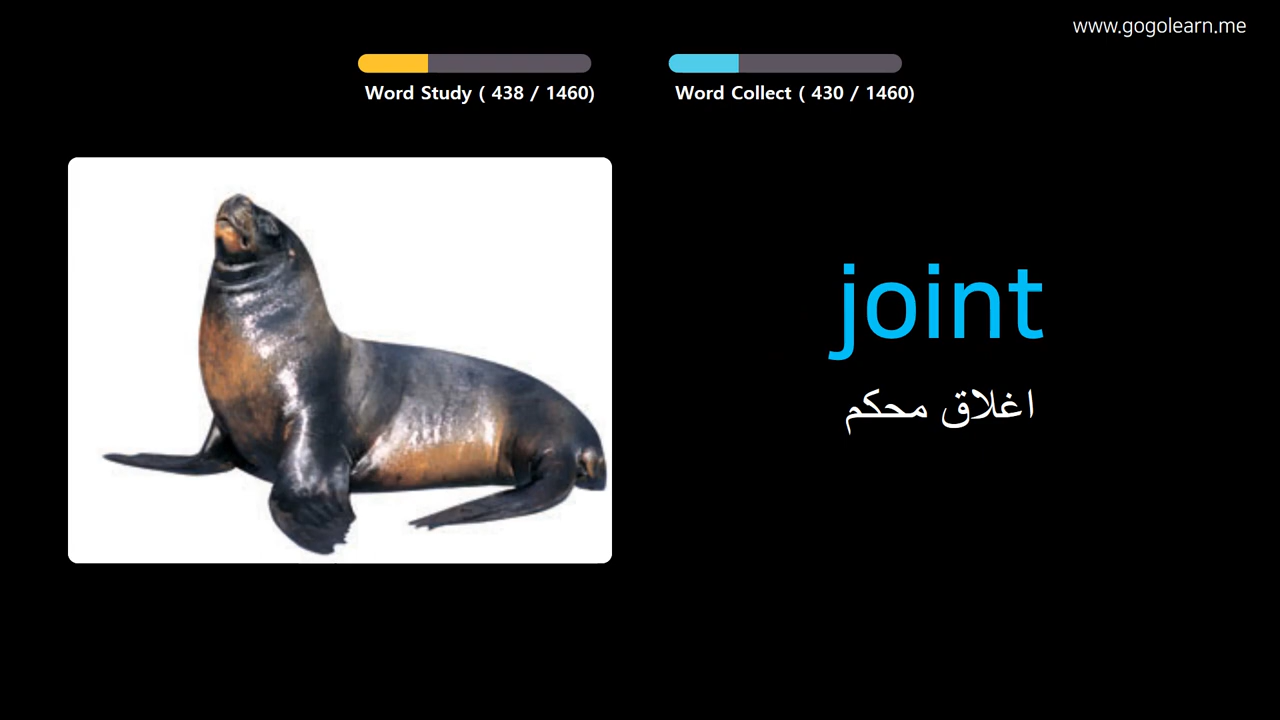 www.gogolearn.me
Word Study ( 438 / 1460)
Word Collect ( 430 / 1460)
joint
اغلاق محكم